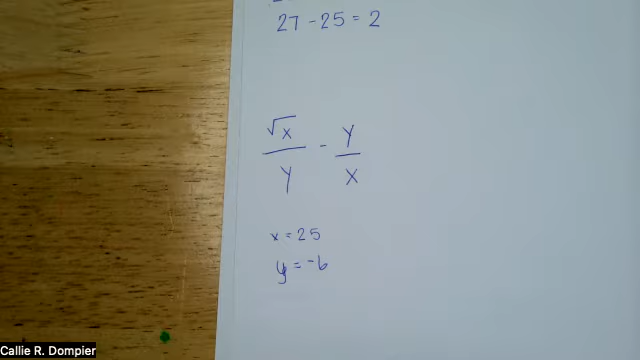 27 - 25 = 2
√x / y - y / x
x = 25
y = -6
Callie R. Dompier